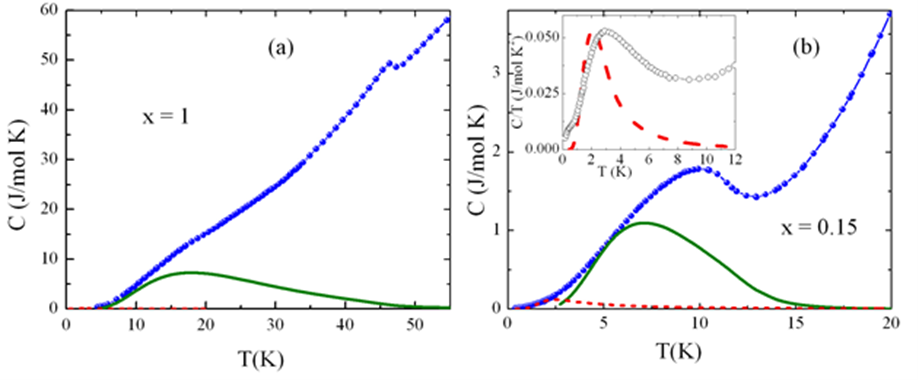 60
50
40
30
20
10
0
C (J/mol K)
(a)
x = 1
0 10 20 30 40 50
T(K)
3
2
1
0
C (J/mol K)
(b)
x = 0.15
0 5 10 15 20
T(K)
0.050
0.025
0.000
C/T (J/mol K²)
0 2 4 6 8 10 12
T (K)